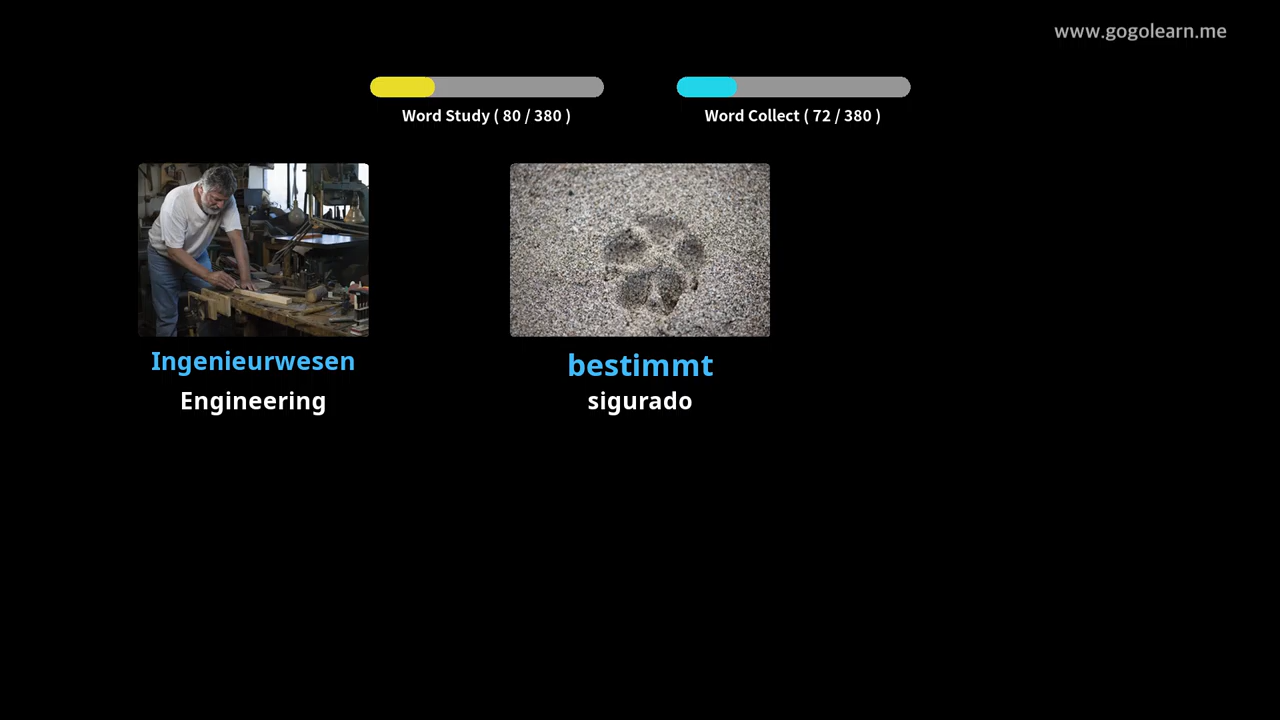 www.gogolearn.me
Word Study ( 80 / 380 )
Word Collect ( 72 / 380 )
Ingenieurwesen
Engineering
bestimmt
sigurado